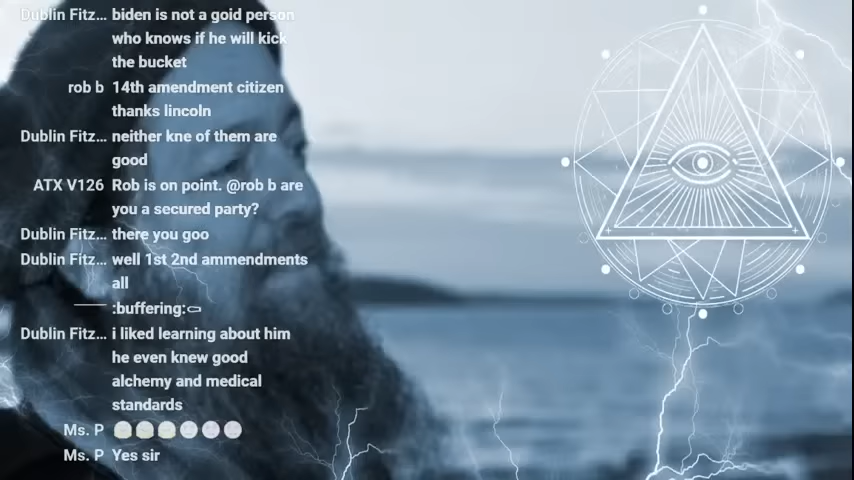 Dublin Fitz... biden is not a goid person
who knows if he will kick
the bucket
rob b 14th amendment citizen
thanks lincoln
Dublin Fitz... neither kne of them are
good
ATX V126 Rob is on point. @rob b are
you a secured party?
Dublin Fitz... there you goo
Dublin Fitz... well 1st 2nd ammendments
all
:buffering:
Dublin Fitz... i liked learning about him
he even knew good
alchemy and medical
standards
Ms. P
Ms. P Yes sir